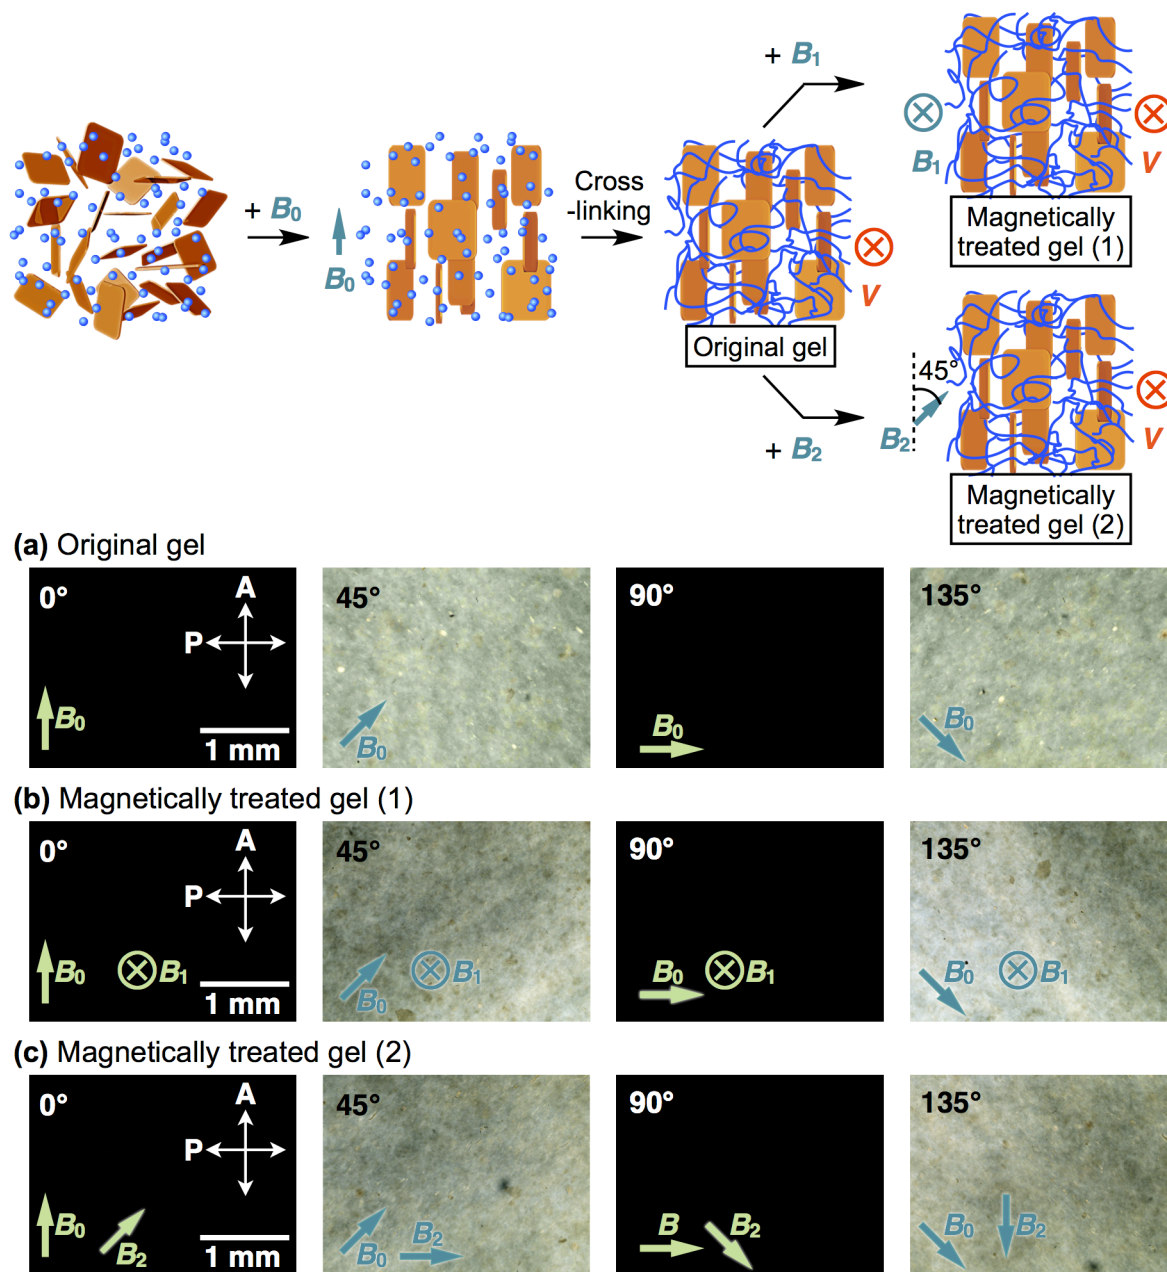 + B₁
B₁
V
Magnetically
treated gel (1)
+ B₀
B₀
Cross
-linking
V
Original gel
45°
B₂
V
+ B₂
Magnetically
treated gel (2)
(a) Original gel
0°
A
P
B₀
1 mm
45°
B₀
90°
B₀
135°
B₀
(b) Magnetically treated gel (1)
0°
A
P
B₀
B₁
1 mm
45°
B₀
B₁
90°
B₀
B₁
135°
B₀
B₁
(c) Magnetically treated gel (2)
0°
A
P
B₀
B₂
1 mm
45°
B₀
B₂
90°
B
B₂
135°
B₀
B₂